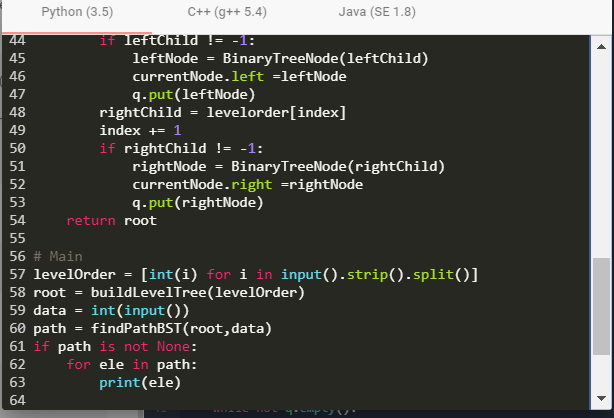 Python (3.5) C++ (g++ 5.4) Java (SE 1.8)
44         if leftChild != -1:
45             leftNode = BinaryTreeNode(leftChild)
46             currentNode.left =leftNode
47             q.put(leftNode)
48         rightChild = levelorder[index]
49         index += 1
50         if rightChild != -1:
51             rightNode = BinaryTreeNode(rightChild)
52             currentNode.right =rightNode
53             q.put(rightNode)
54     return root
55
56 # Main
57 levelOrder = [int(i) for i in input().strip().split()]
58 root = buildLevelTree(levelOrder)
59 data = int(input())
60 path = findPathBST(root,data)
61 if path is not None:
62     for ele in path:
63         print(ele)
64
while not q.empty():